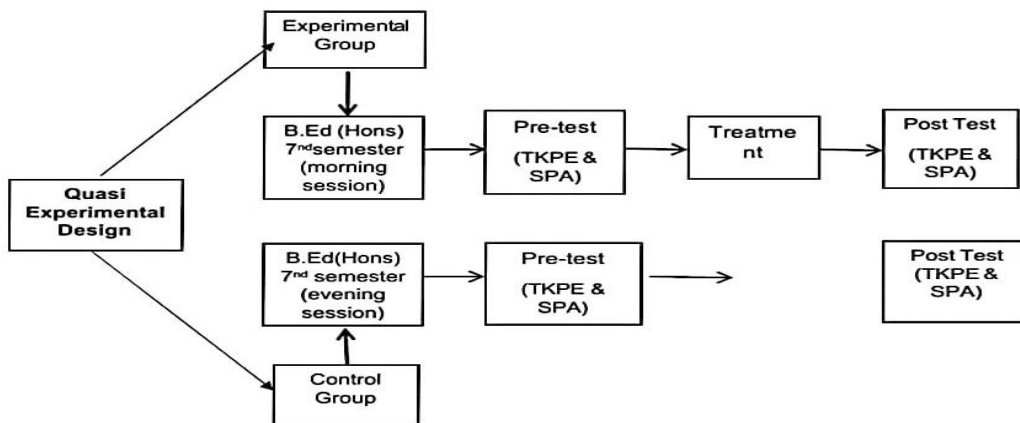 Experimental
Group
B.Ed (Hons)
7ⁿᵈ semester
(morning
session)
Pre-test
(TKPE &
SPA)
Treatme
nt
Post Test
(TKPE &
SPA)
Quasi
Experimental
Design
B.Ed(Hons)
7ⁿᵈ semester
(evening
session)
Pre-test
(TKPE &
SPA)
Post Test
(TKPE &
SPA)
Control
Group